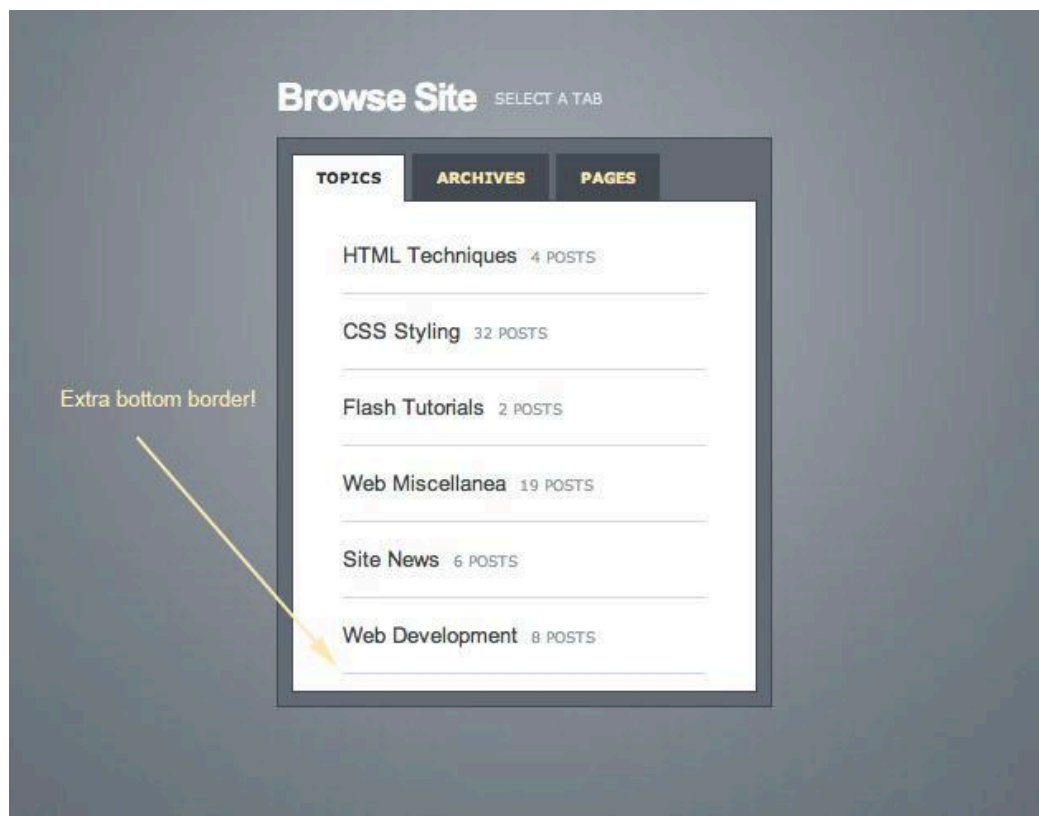 Browse Site SELECT A TAB
TOPICS ARCHIVES PAGES
HTML Techniques 4 POSTS
CSS Styling 32 POSTS
Extra bottom border!
Flash Tutorials 2 POSTS
Web Miscellanea 19 POSTS
Site News 6 POSTS
Web Development 8 POSTS